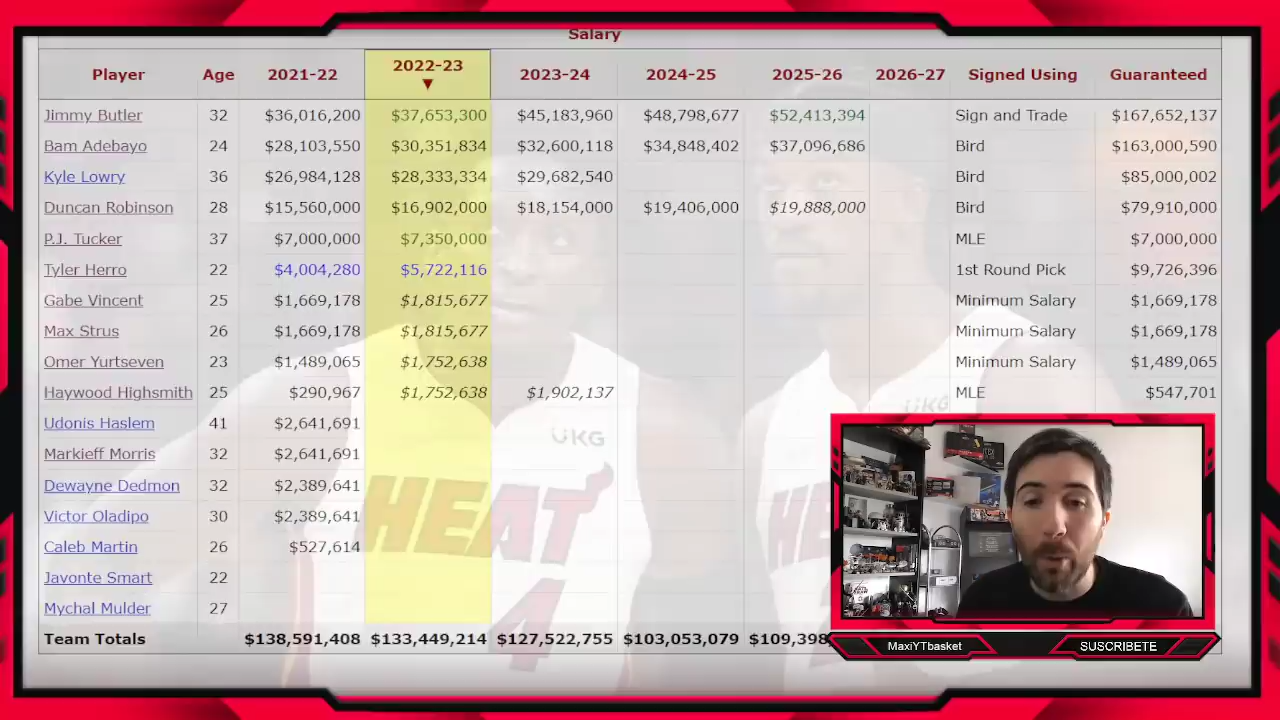 Salary
Player Age 2021-22 2022-23 2023-24 2024-25 2025-26 2026-27 Signed Using Guaranteed
▼
Jimmy Butler 32 $36,016,200 $37,653,300 $45,183,960 $48,798,677 $52,413,394 Sign and Trade $167,652,137
Bam Adebayo 24 $28,103,550 $30,351,834 $32,600,118 $34,848,402 $37,096,686 Bird $163,000,590
Kyle Lowry 36 $26,984,128 $28,333,334 $29,682,540 Bird $85,000,002
Duncan Robinson 28 $15,560,000 $16,902,000 $18,154,000 $19,406,000 $19,888,000 Bird $79,910,000
P.J. Tucker 37 $7,000,000 $7,350,000 MLE $7,000,000
Tyler Herro 22 $4,004,280 $5,722,116 1st Round Pick $9,726,396
Gabe Vincent 25 $1,669,178 $1,815,677 Minimum Salary $1,669,178
Max Strus 26 $1,669,178 $1,815,677 Minimum Salary $1,669,178
Omer Yurtseven 23 $1,489,065 $1,752,638 Minimum Salary $1,489,065
Haywood Highsmith 25 $290,967 $1,752,638 $1,902,137 MLE $547,701
Udonis Haslem 41 $2,641,691
Markieff Morris 32 $2,641,691
Dewayne Dedmon 32 $2,389,641
Victor Oladipo 30 $2,389,641
Caleb Martin 26 $527,614
Javonte Smart 22
Mychal Mulder 27
Team Totals $138,591,408 $133,449,214 $127,522,755 $103,053,079 $109,398
UKG
UKG
HEAT
4
MaxiYTbasket
SUSCRIBETE